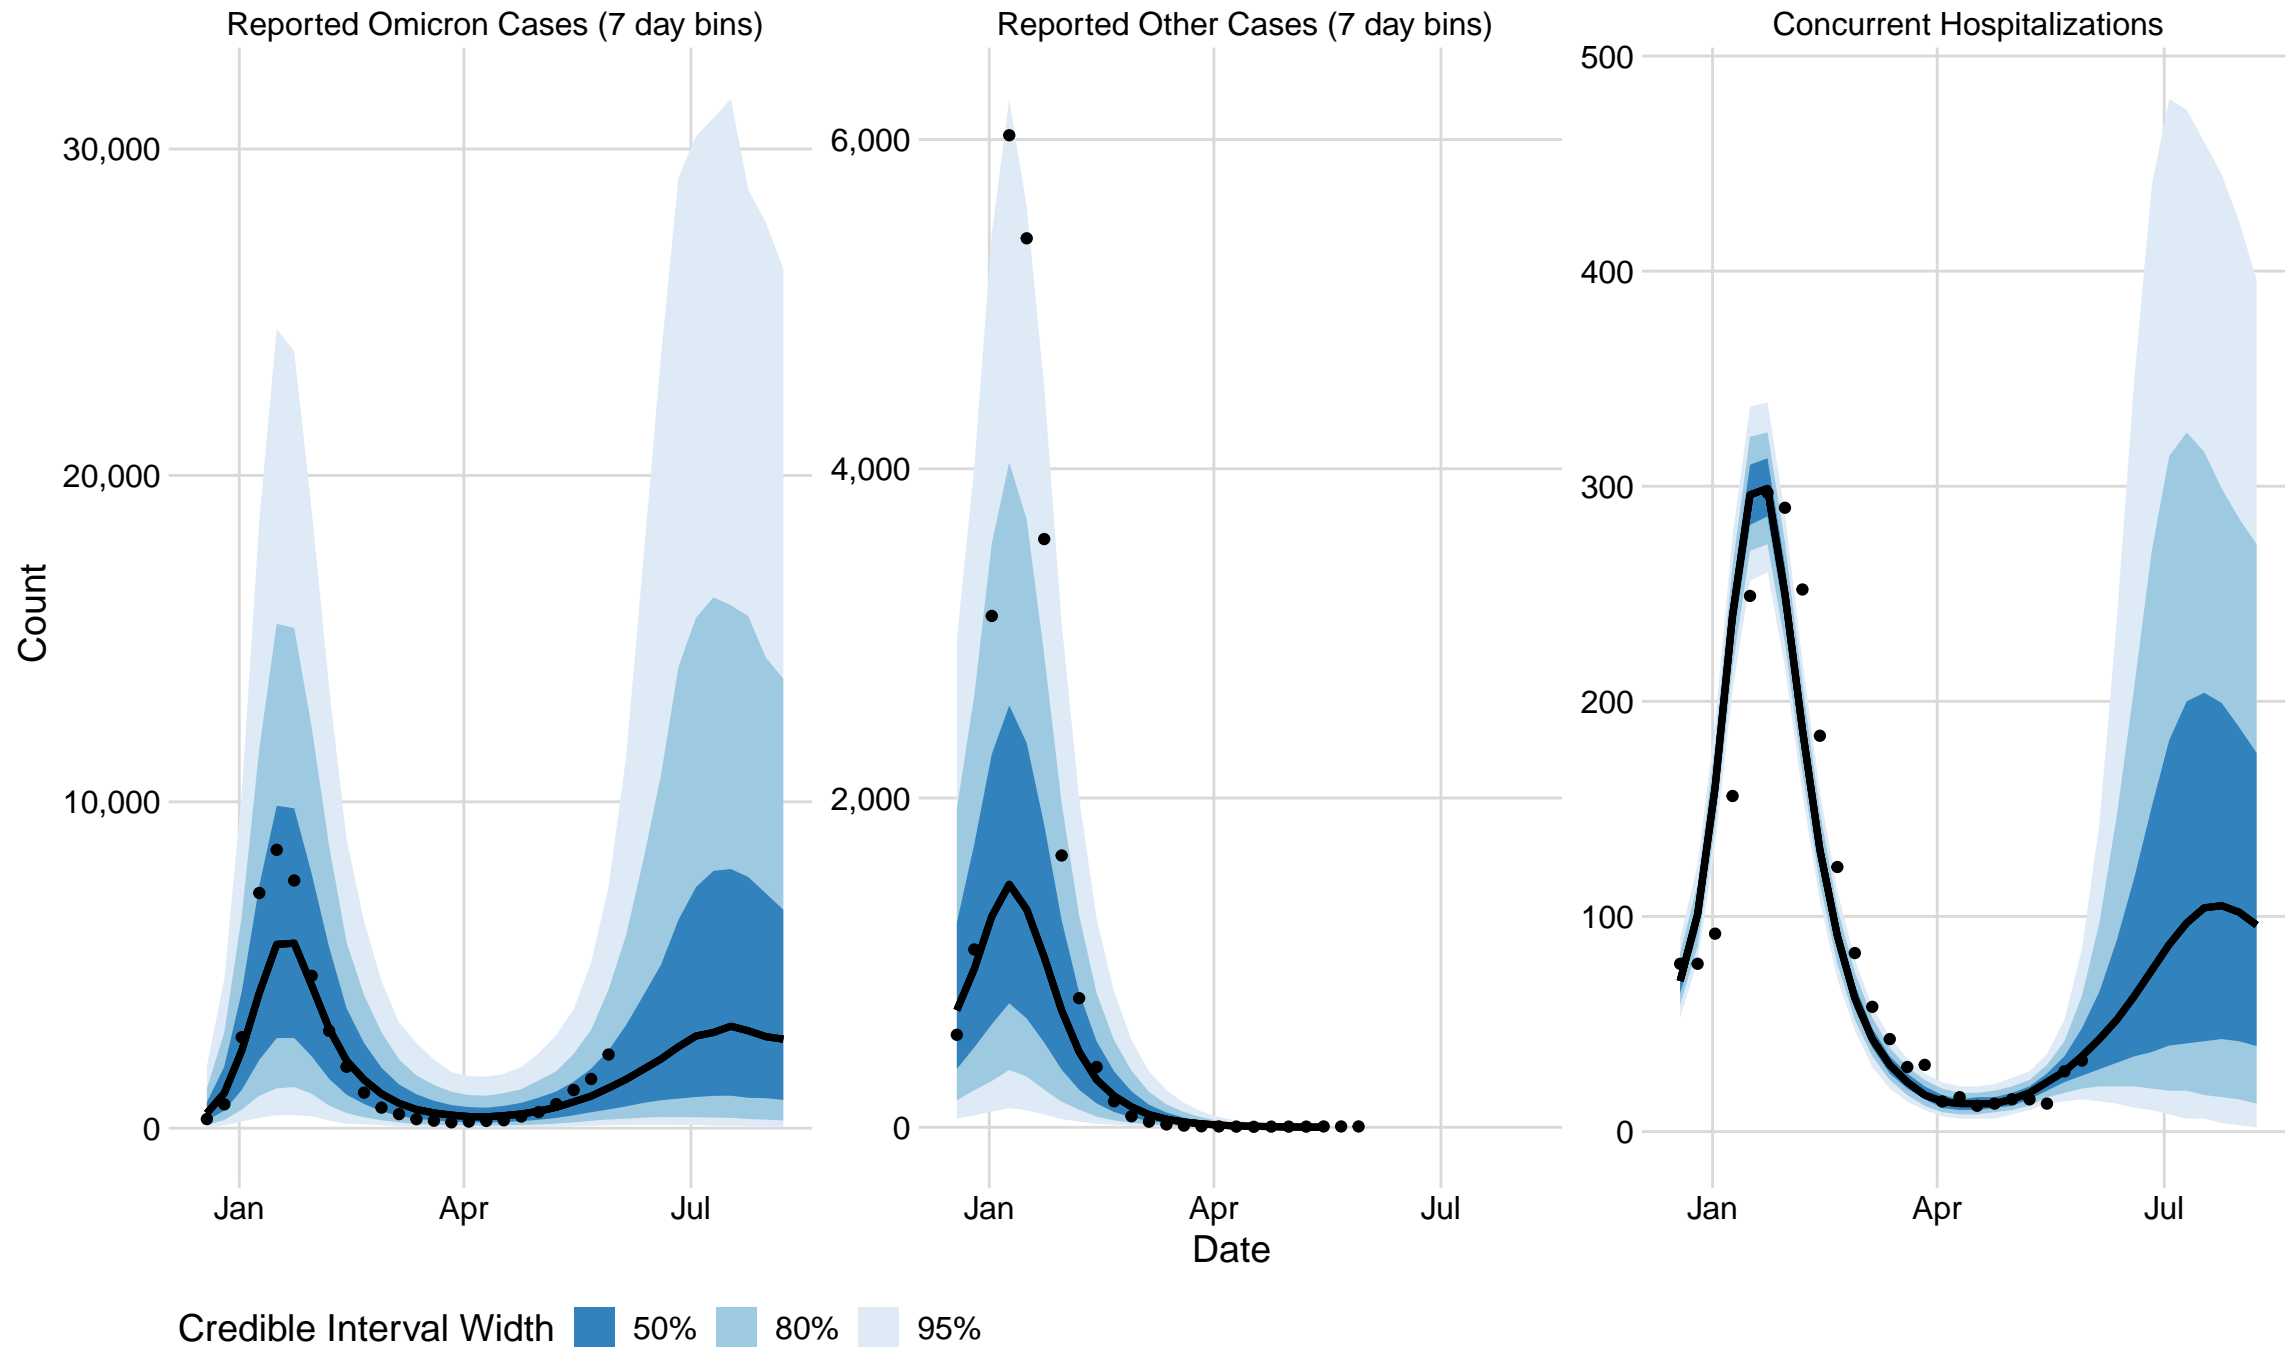 Reported Omicron Cases (7 day bins)
Reported Other Cases (7 day bins)
Concurrent Hospitalizations
Count
30,000
20,000
10,000
0
6,000
4,000
2,000
0
500
400
300
200
100
0
Jan Apr Jul
Jan Apr Jul
Jan Apr Jul
Date
Credible Interval Width 50% 80% 95%